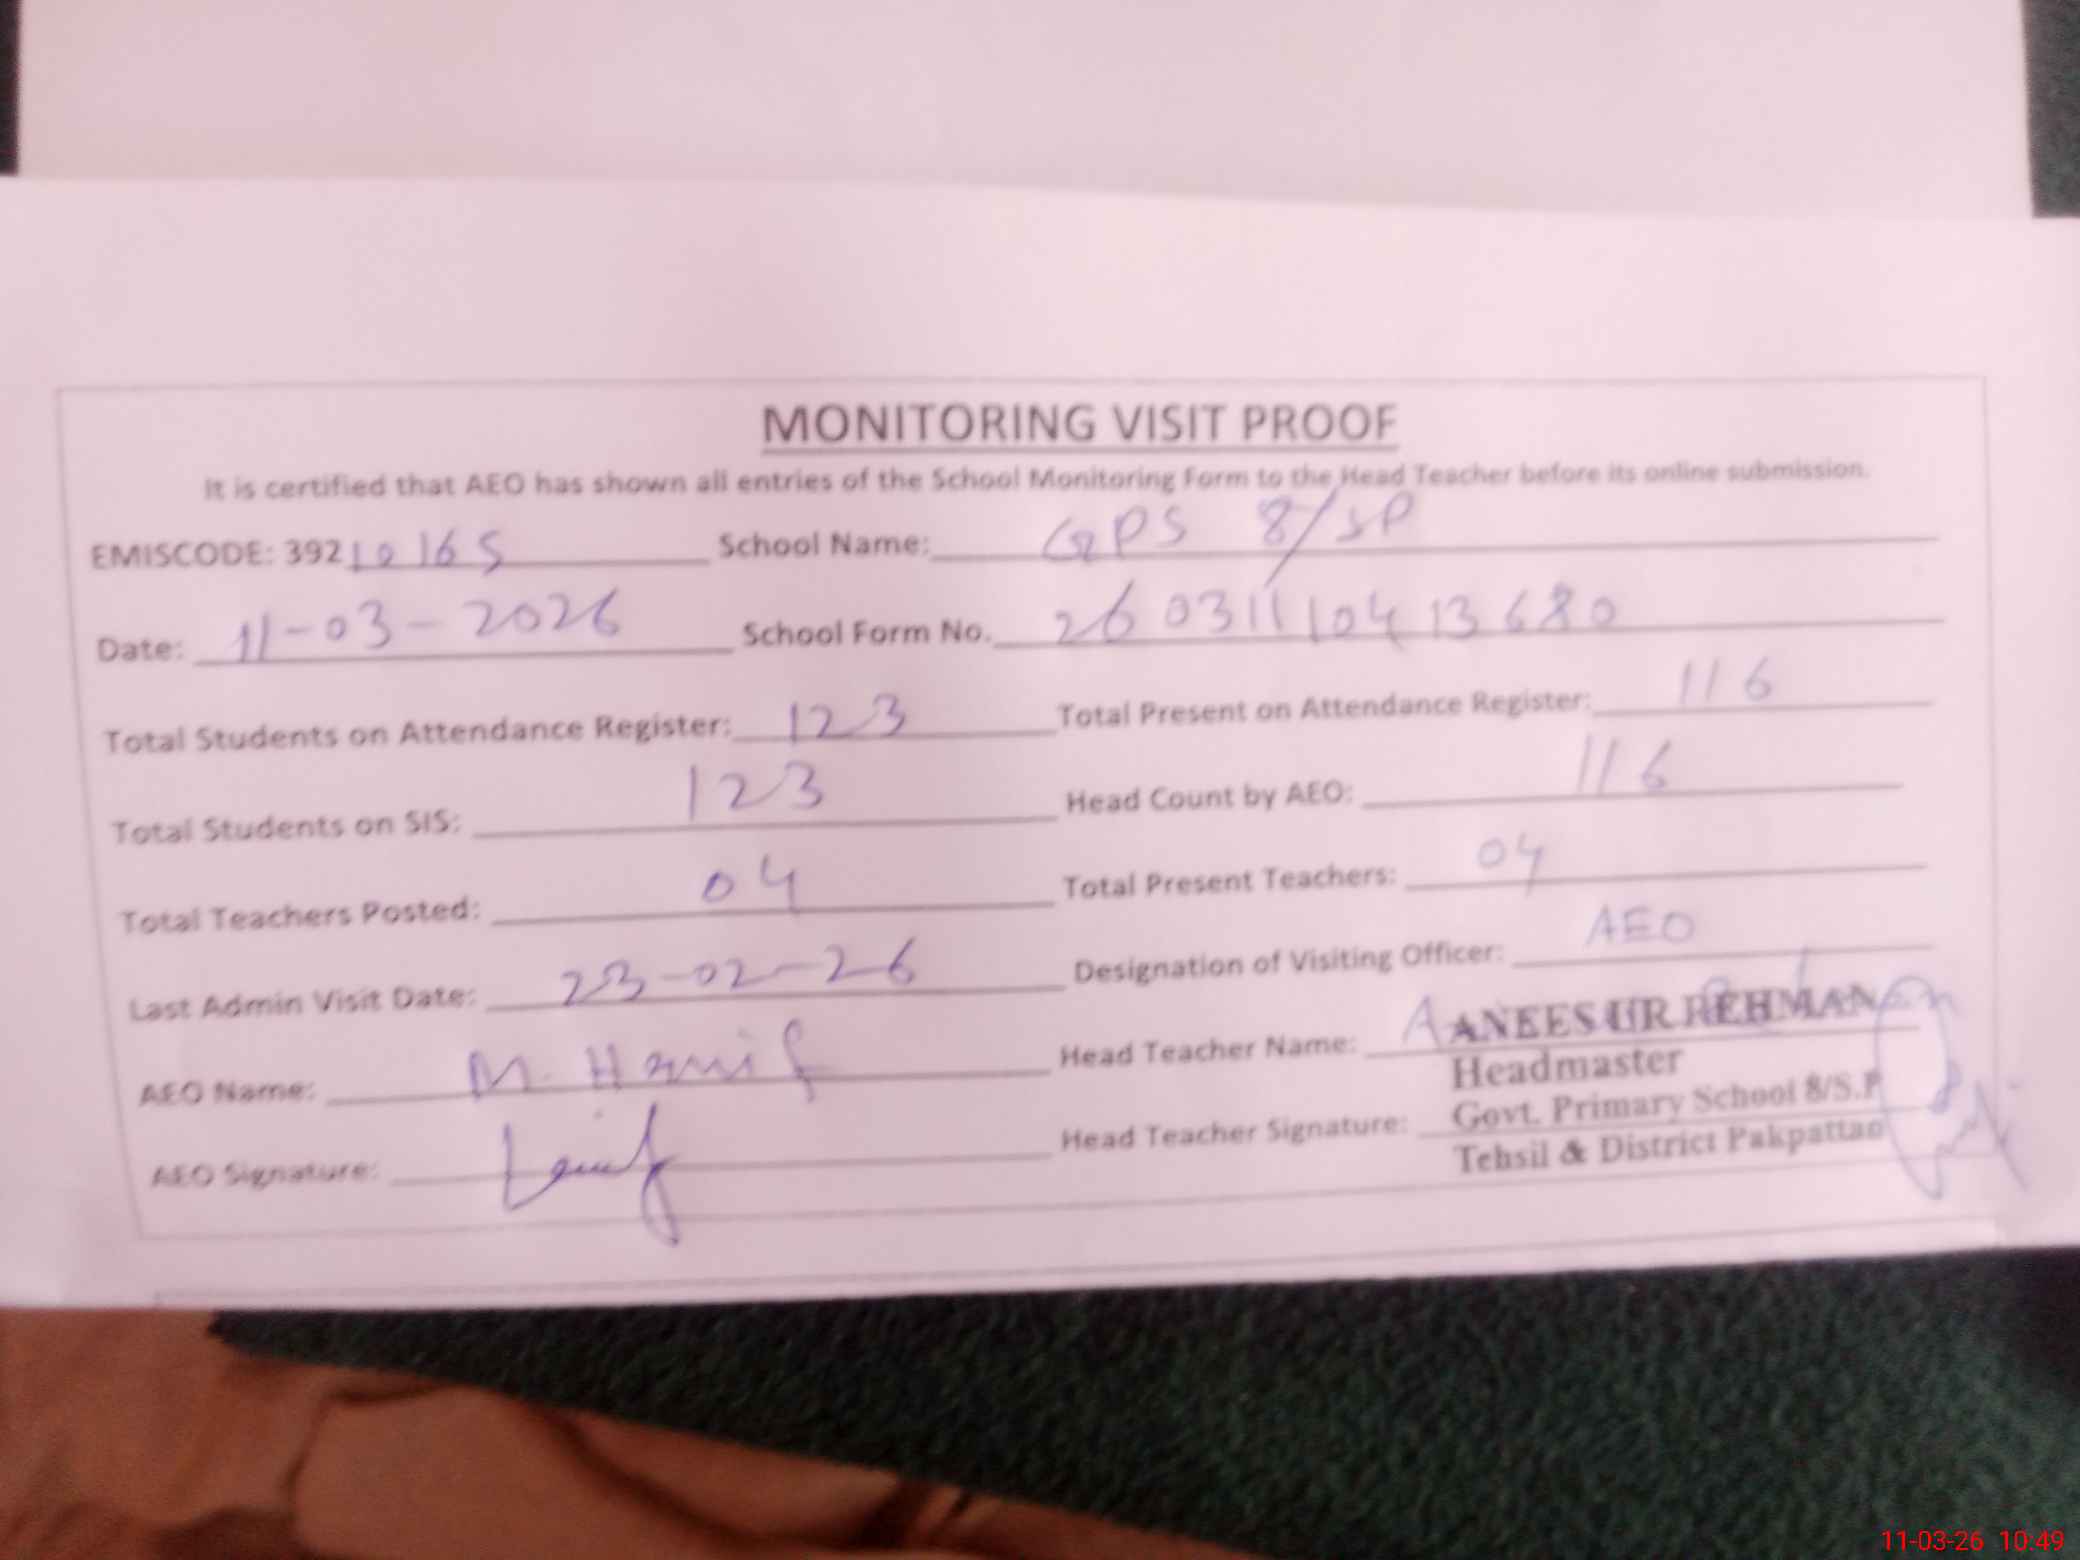 MONITORING VISIT PROOF
It is certified that AEO has shown all entries of the School Monitoring Form to the Head Teacher before its online submission.
EMISCODE: 39210165 School Name: GPS 8/SP
Date: 11-03-2026 School Form No. 26031110413680
Total Students on Attendance Register: 123 Total Present on Attendance Register: 116
Total Students on SIS: 123 Head Count by AEO: 116
Total Teachers Posted: 04 Total Present Teachers: 04
Last Admin Visit Date: 23-02-26 Designation of Visiting Officer: AEO
AEO Name: M. Hanif Head Teacher Name: ANEES UR REHMAN
Headmaster
AEO Signature: Head Teacher Signature: Govt. Primary School 8/S.P
Tehsil & District Pakpattan
11-03-26 10:49